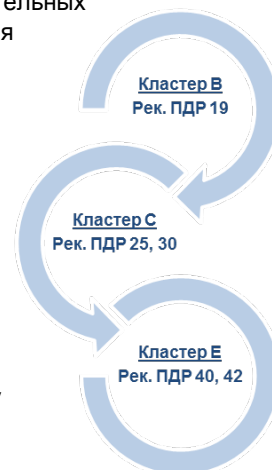 Кластер B
Рек. ПДР 19
Кластер C
Рек. ПДР 25, 30
Кластер E
Рек. ПДР 40, 42